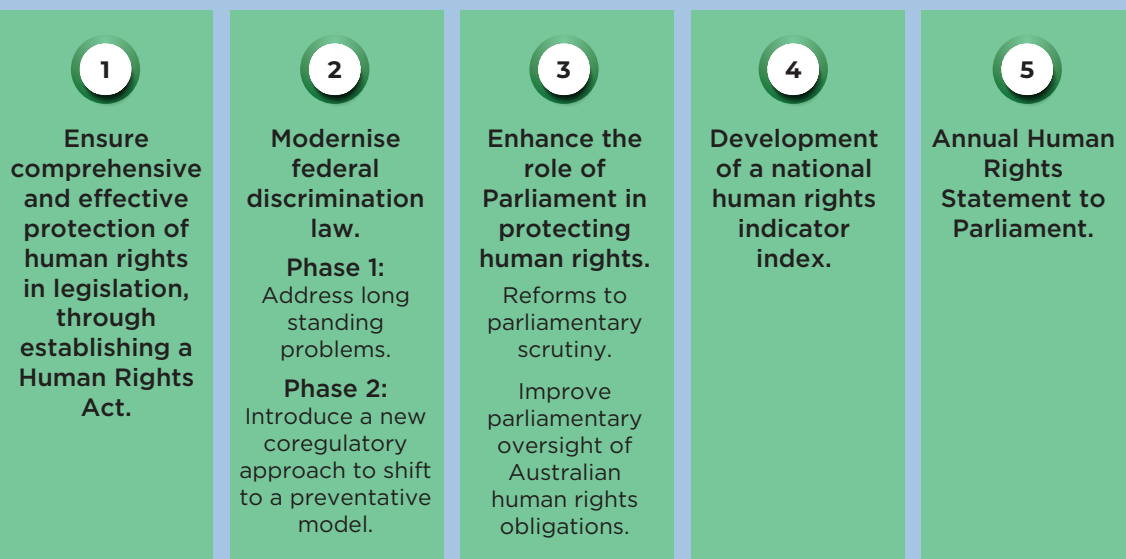 1
Ensure
comprehensive
and effective
protection of
human rights
in legislation,
through
establishing a
Human Rights
Act.
2
Modernise
federal
discrimination
law.
Phase 1:
Address long
standing
problems.
Phase 2:
Introduce a new
coregulatory
approach to shift
to a preventative
model.
3
Enhance the
role of
Parliament in
protecting
human rights.
Reforms to
parliamentary
scrutiny.
Improve
parliamentary
oversight of
Australian
human rights
obligations.
4
Development
of a national
human rights
indicator
index.
5
Annual Human
Rights
Statement to
Parliament.